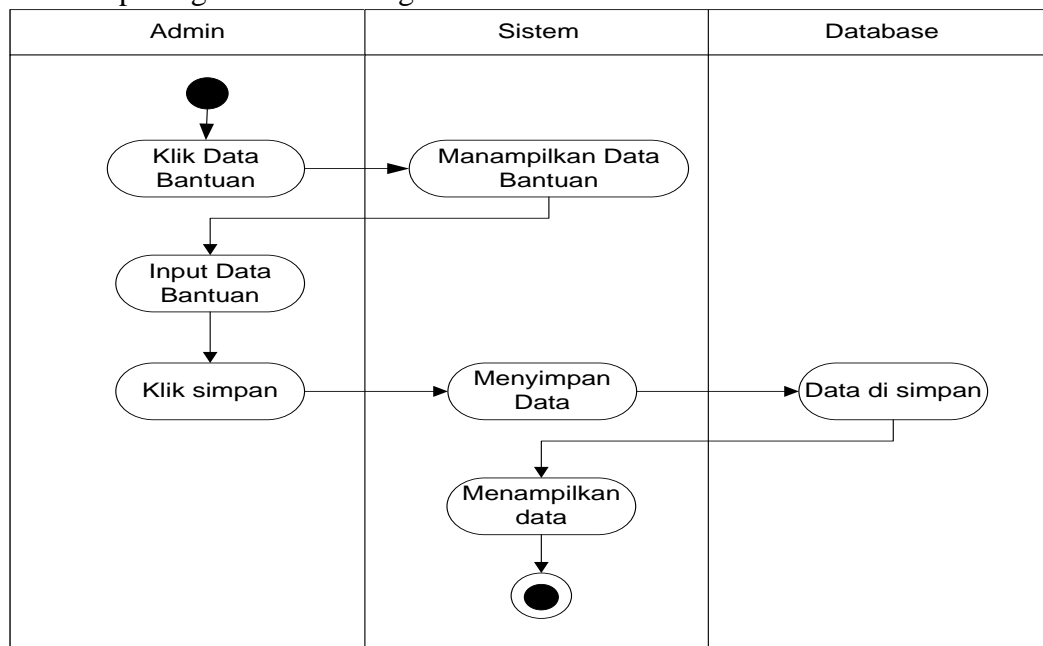 Admin
Sistem
Database
Klik Data
Bantuan
Manampilkan Data
Bantuan
Input Data
Bantuan
Klik simpan
Menyimpan
Data
Data di simpan
Menampilkan
data